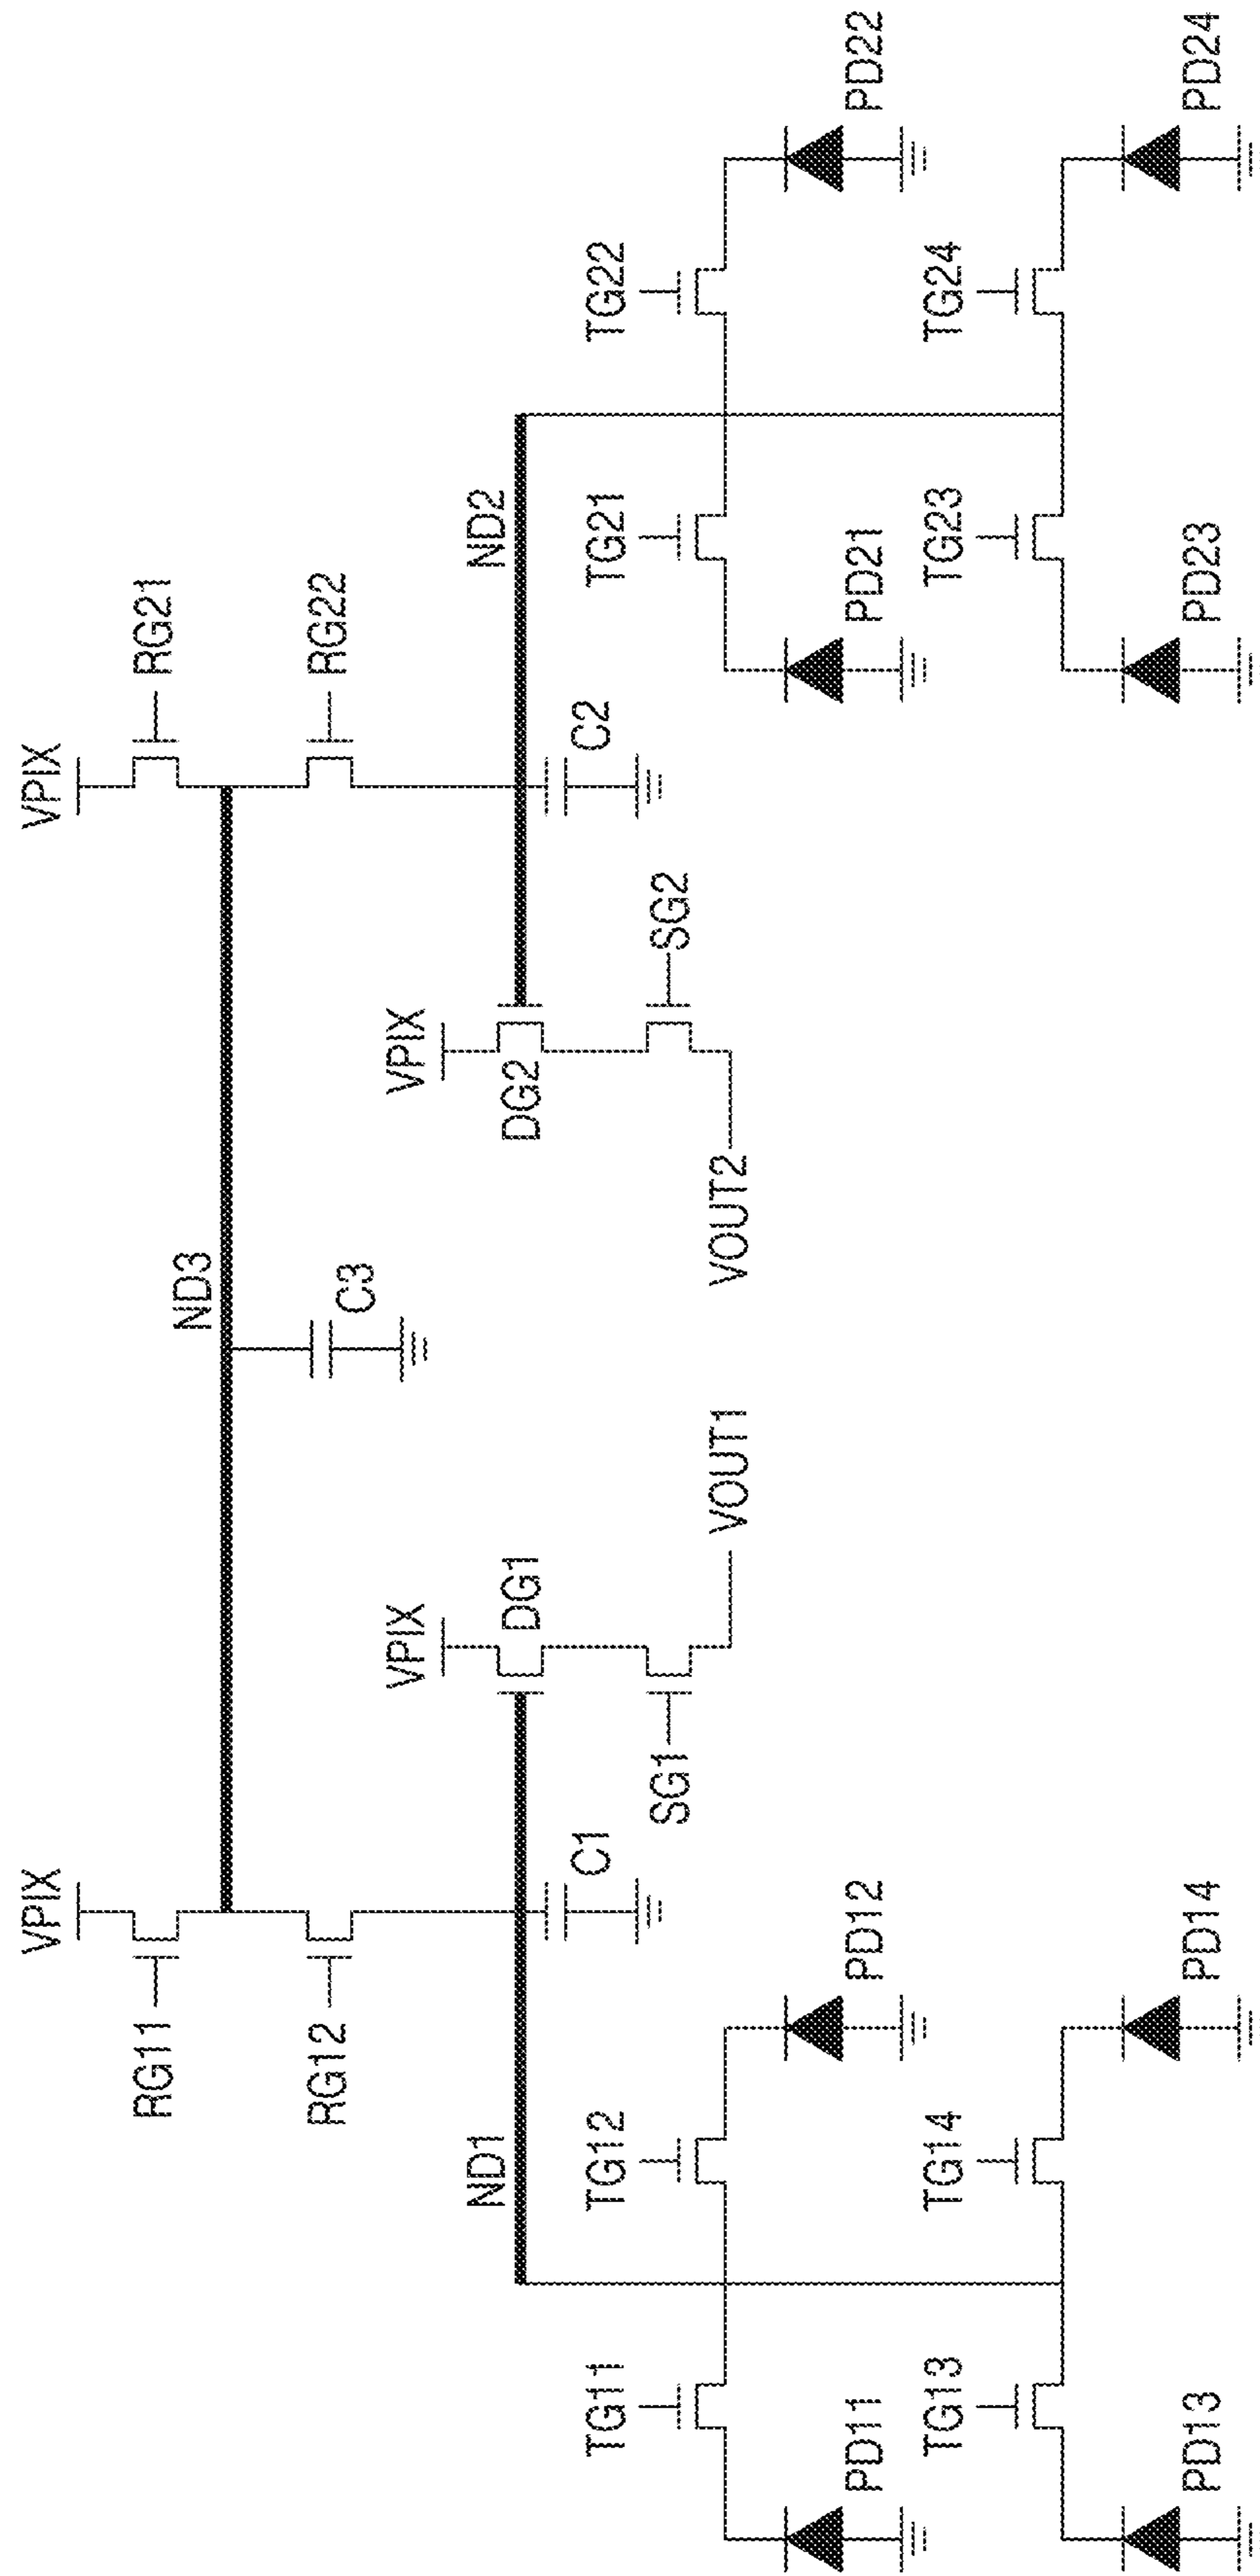 VPIX
VPIX
RG11
RG21
ND3
RG12
RG22
C3
VPIX
VPIX
ND1
DG1
DG2
ND2
C1
C2
TG11
TG12
TG21
TG22
SG1
SG2
VOUT1
VOUT2
PD11
PD12
PD21
PD22
TG13
TG14
TG23
TG24
PD13
PD14
PD23
PD24